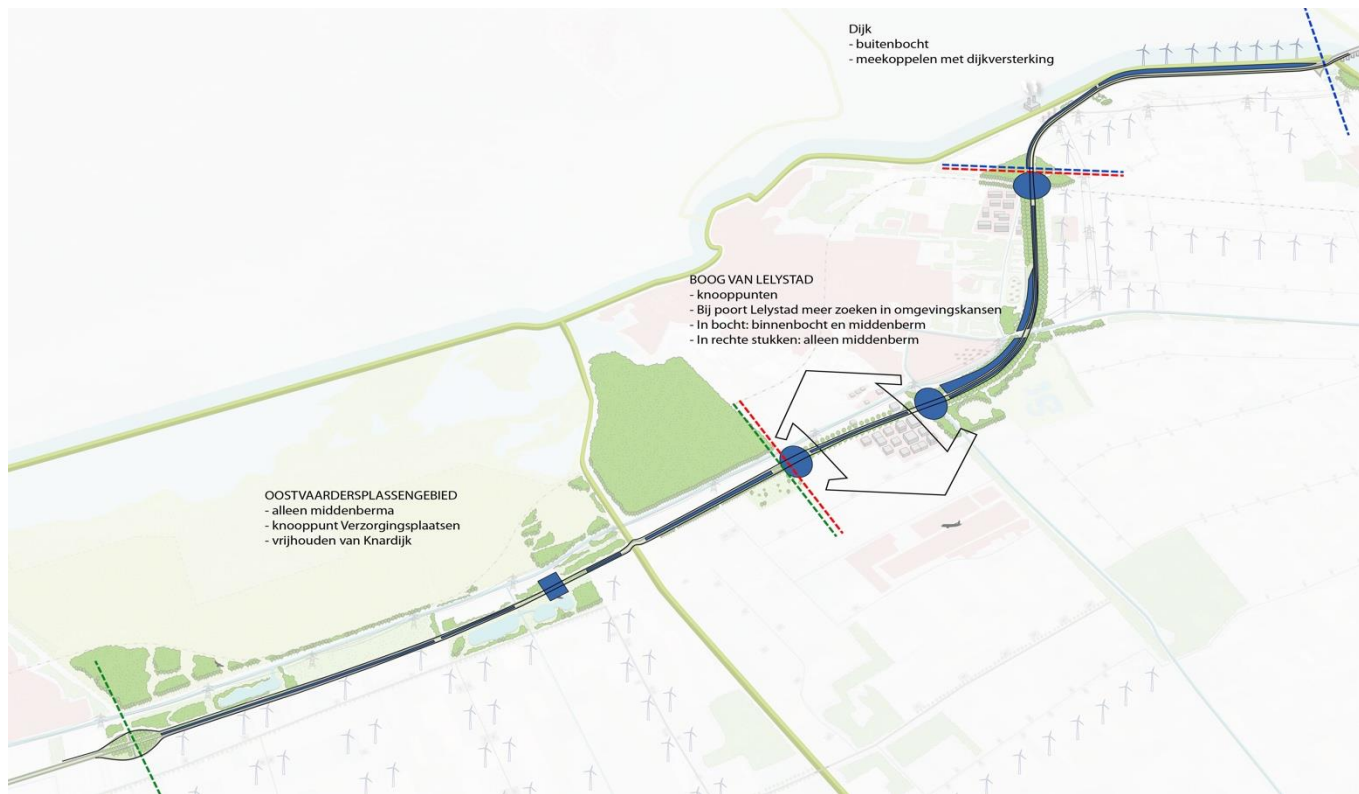 Dijk
- buitenbocht
- meekoppelen met dijkversterking
BOOG VAN LELYSTAD
- knooppunten
- Bij poort Lelystad meer zoeken in omgevingskansen
- In bocht: binnenbocht en middenberm
- In rechte stukken: alleen middenberm
OOSTVAARDERSPLASSENGEBIED
- alleen middenberma
- knooppunt Verzorgingsplaatsen
- vrijhouden van Knardijk